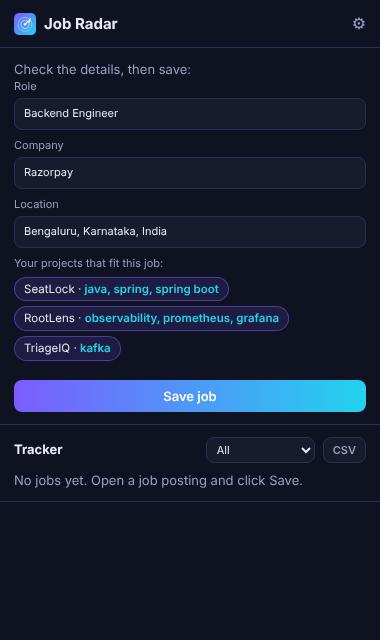 Job Radar
Check the details, then save:
Role
Backend Engineer
Company
Razorpay
Location
Bengaluru, Karnataka, India
Your projects that fit this job:
SeatLock · java, spring, spring boot
RootLens · observability, prometheus, grafana
TriageIQ · kafka
Save job
Tracker All CSV
No jobs yet. Open a job posting and click Save.